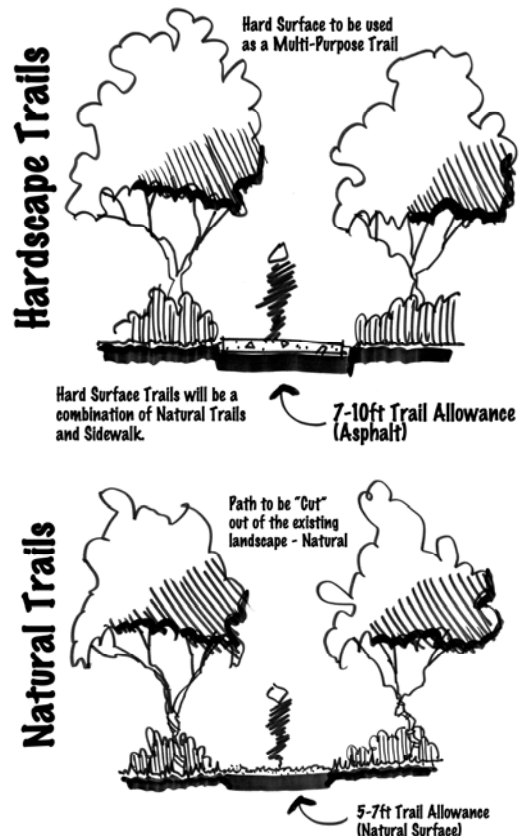 Hardscape Trails
Hard Surface to be used
as a Multi-Purpose Trail
Hard Surface Trails will be a
combination of Natural Trails
and Sidewalk.
7-10ft Trail Allowance
(Asphalt)
Natural Trails
Path to be "Cut"
out of the existing
landscape - Natural
5-7ft Trail Allowance
(Natural Surface)